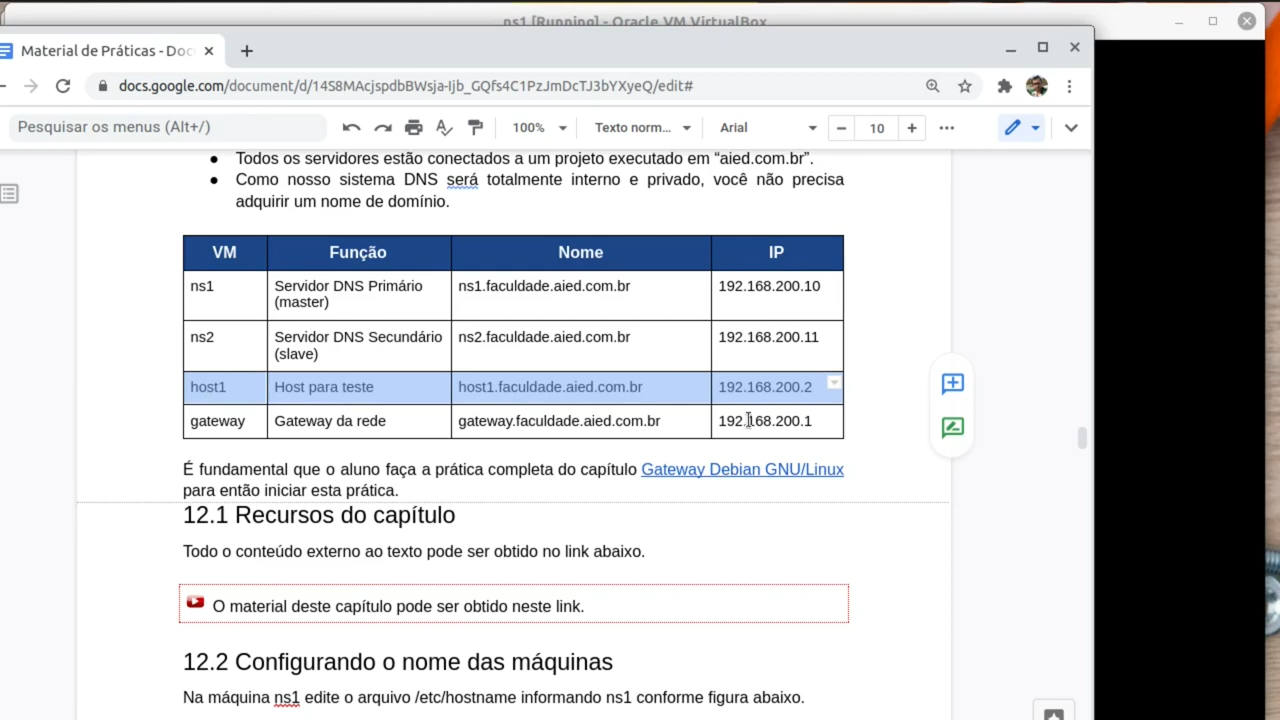 ns1 [Running] - Oracle VM VirtualBox
Material de Práticas - Doc
docs.google.com/document/d/14S8MAcjspdbBWsja-Ijb_GQfs4C1PzJmDcTJ3bYXyeQ/edit#
Pesquisar os menus (Alt+/)
100%
Texto norm...
Arial
10
Todos os servidores estão conectados a um projeto executado em “aied.com.br”.
Como nosso sistema DNS será totalmente interno e privado, você não precisa
adquirir um nome de domínio.
VM Função Nome IP
ns1 Servidor DNS Primário ns1.faculdade.aied.com.br 192.168.200.10
(master)
ns2 Servidor DNS Secundário ns2.faculdade.aied.com.br 192.168.200.11
(slave)
host1 Host para teste host1.faculdade.aied.com.br 192.168.200.2
gateway Gateway da rede gateway.faculdade.aied.com.br 192.168.200.1
É fundamental que o aluno faça a prática completa do capítulo Gateway Debian GNU/Linux
para então iniciar esta prática.
12.1 Recursos do capítulo
Todo o conteúdo externo ao texto pode ser obtido no link abaixo.
O material deste capítulo pode ser obtido neste link.
12.2 Configurando o nome das máquinas
Na máquina ns1 edite o arquivo /etc/hostname informando ns1 conforme figura abaixo.